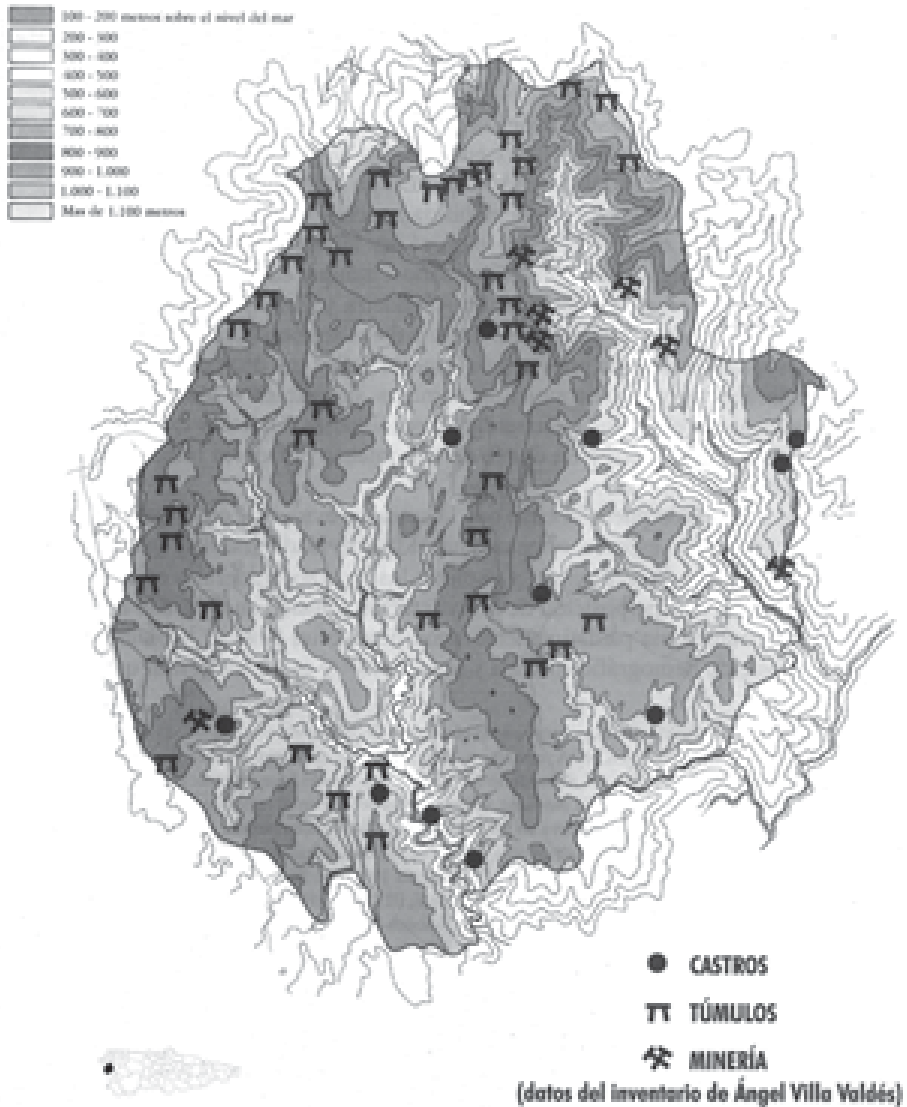 100 - 200 metros sobre el nivel del mar
200 - 300
300 - 400
400 - 500
500 - 600
600 - 700
700 - 800
800 - 900
900 - 1.000
1.000 - 1.100
Mas de 1.100 metros
CASTROS
TÚMULOS
MINERÍA
(datos del inventario de Ángel Villa Valdés)